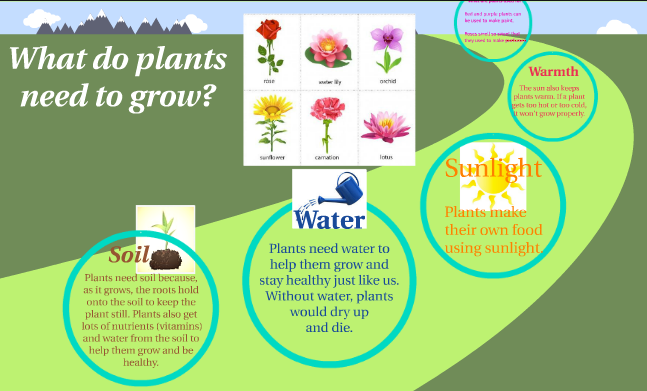 What do plants
need to grow?
rose
water lily
orchid
sunflower
carnation
lotus
Soil
Plants need soil because,
as it grows, the roots hold
onto the soil to keep the
plant still. Plants also get
lots of nutrients (vitamins)
and water from the soil to
help them grow and be
healthy.
Water
Plants need water to
help them grow and
stay healthy just like us.
Without water, plants
would dry up
and die.
Sunlight
Plants make
their own food
using sunlight.
Warmth
The sun also keeps
plants warm. If a plant
gets too hot or too cold,
it won't grow properly.
Red and purple plants can
be used to make paint.
Roses smell so
they used to make